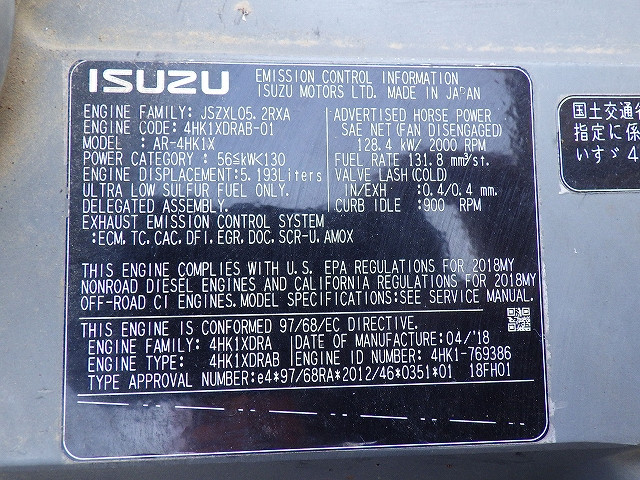 ISUZU
EMISSION CONTROL INFORMATION
ISUZU MOTORS LTD. MADE IN JAPAN
ENGINE FAMILY: JSZXL05.2RXA
ENGINE CODE: 4HK1XDRAB-01
MODEL : AR-4HK1X
POWER CATEGORY : 56≦kW<130
ENGINE DISPLACEMENT: 5.193Liters
ULTRA LOW SULFUR FUEL ONLY.
DELEGATED ASSEMBLY.
EXHAUST EMISSION CONTROL SYSTEM
:ECM, TC, CAC, DFI, EGR, DOC, SCR-U, AMOX
ADVERTISED HORSE POWER
SAE NET (FAN DISENGAGED)
128.4 kW/ 2000 RPM
FUEL RATE 131.8 mm³/st.
VALVE LASH (COLD)
IN/EXH :0.4/0.4 mm.
CURB IDLE :900 RPM
THIS ENGINE COMPLIES WITH U.S. EPA REGULATIONS FOR 2018MY
NONROAD DIESEL ENGINES AND CALIFORNIA REGULATIONS FOR 2018MY
OFF-ROAD CI ENGINES. MODEL SPECIFICATIONS:SEE SERVICE MANUAL.
THIS ENGINE IS CONFORMED 97/68/EC DIRECTIVE.
ENGINE FAMILY: 4HK1XDRA DATE OF MANUFACTURE:04/'18
ENGINE TYPE: 4HK1XDRAB ENGINE ID NUMBER: 4HK1-769386
TYPE APPROVAL NUMBER:e4*97/68RA*2012/46*0351*01 18FH01
国土交通省
指定に係
いすゞ4